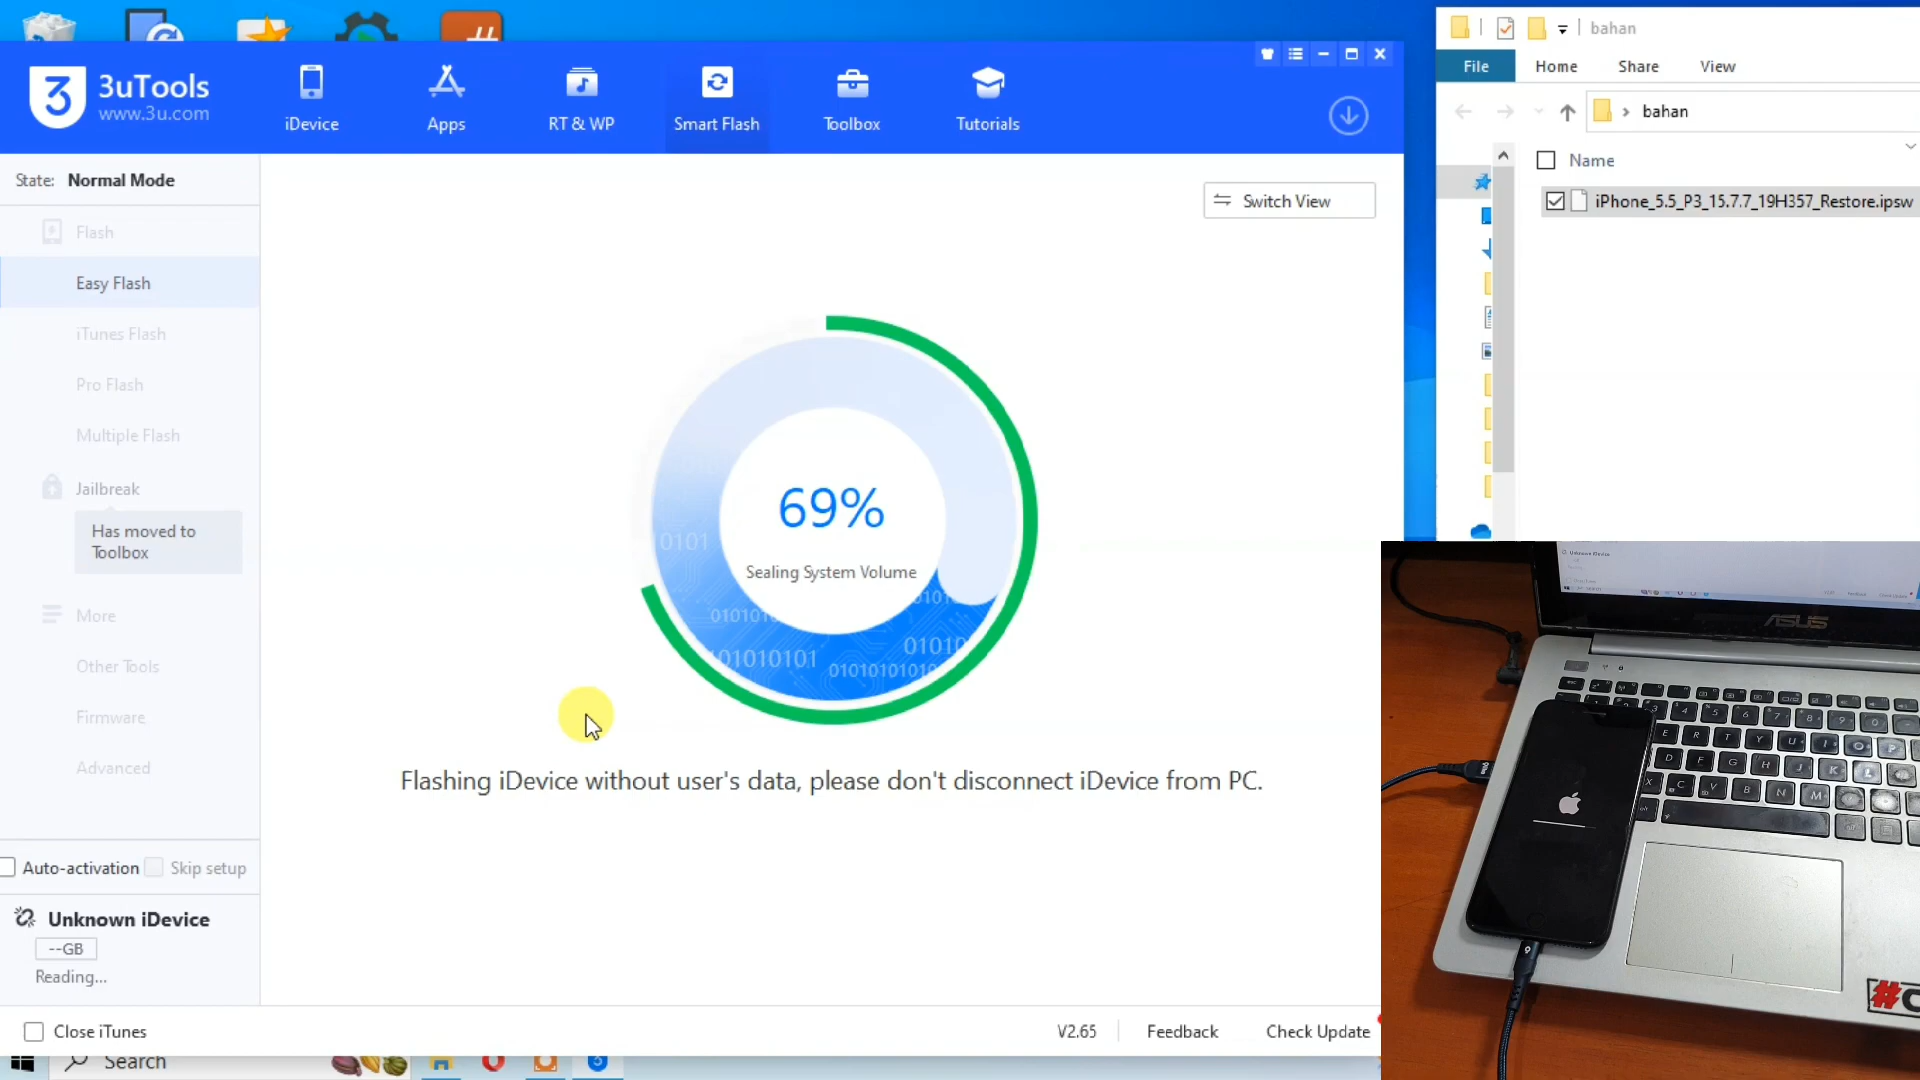 3uTools
www.3u.com
iDevice
Apps
RT & WP
Smart Flash
Toolbox
Tutorials
State: Normal Mode
Switch View
Flash
Easy Flash
iTunes Flash
Pro Flash
Multiple Flash
Jailbreak
Has moved to
Toolbox
More
Other Tools
Firmware
Advanced
69%
Sealing System Volume
Flashing iDevice without user's data, please don't disconnect iDevice from PC.
Auto-activation
Skip setup
Unknown iDevice
--GB
Reading...
Close iTunes
V2.65
Feedback
Check Update
Search
bahan
File
Home
Share
View
bahan
Name
iPhone_5.5_P3_15.7.7_19H357_Restore.ipsw
ASUS